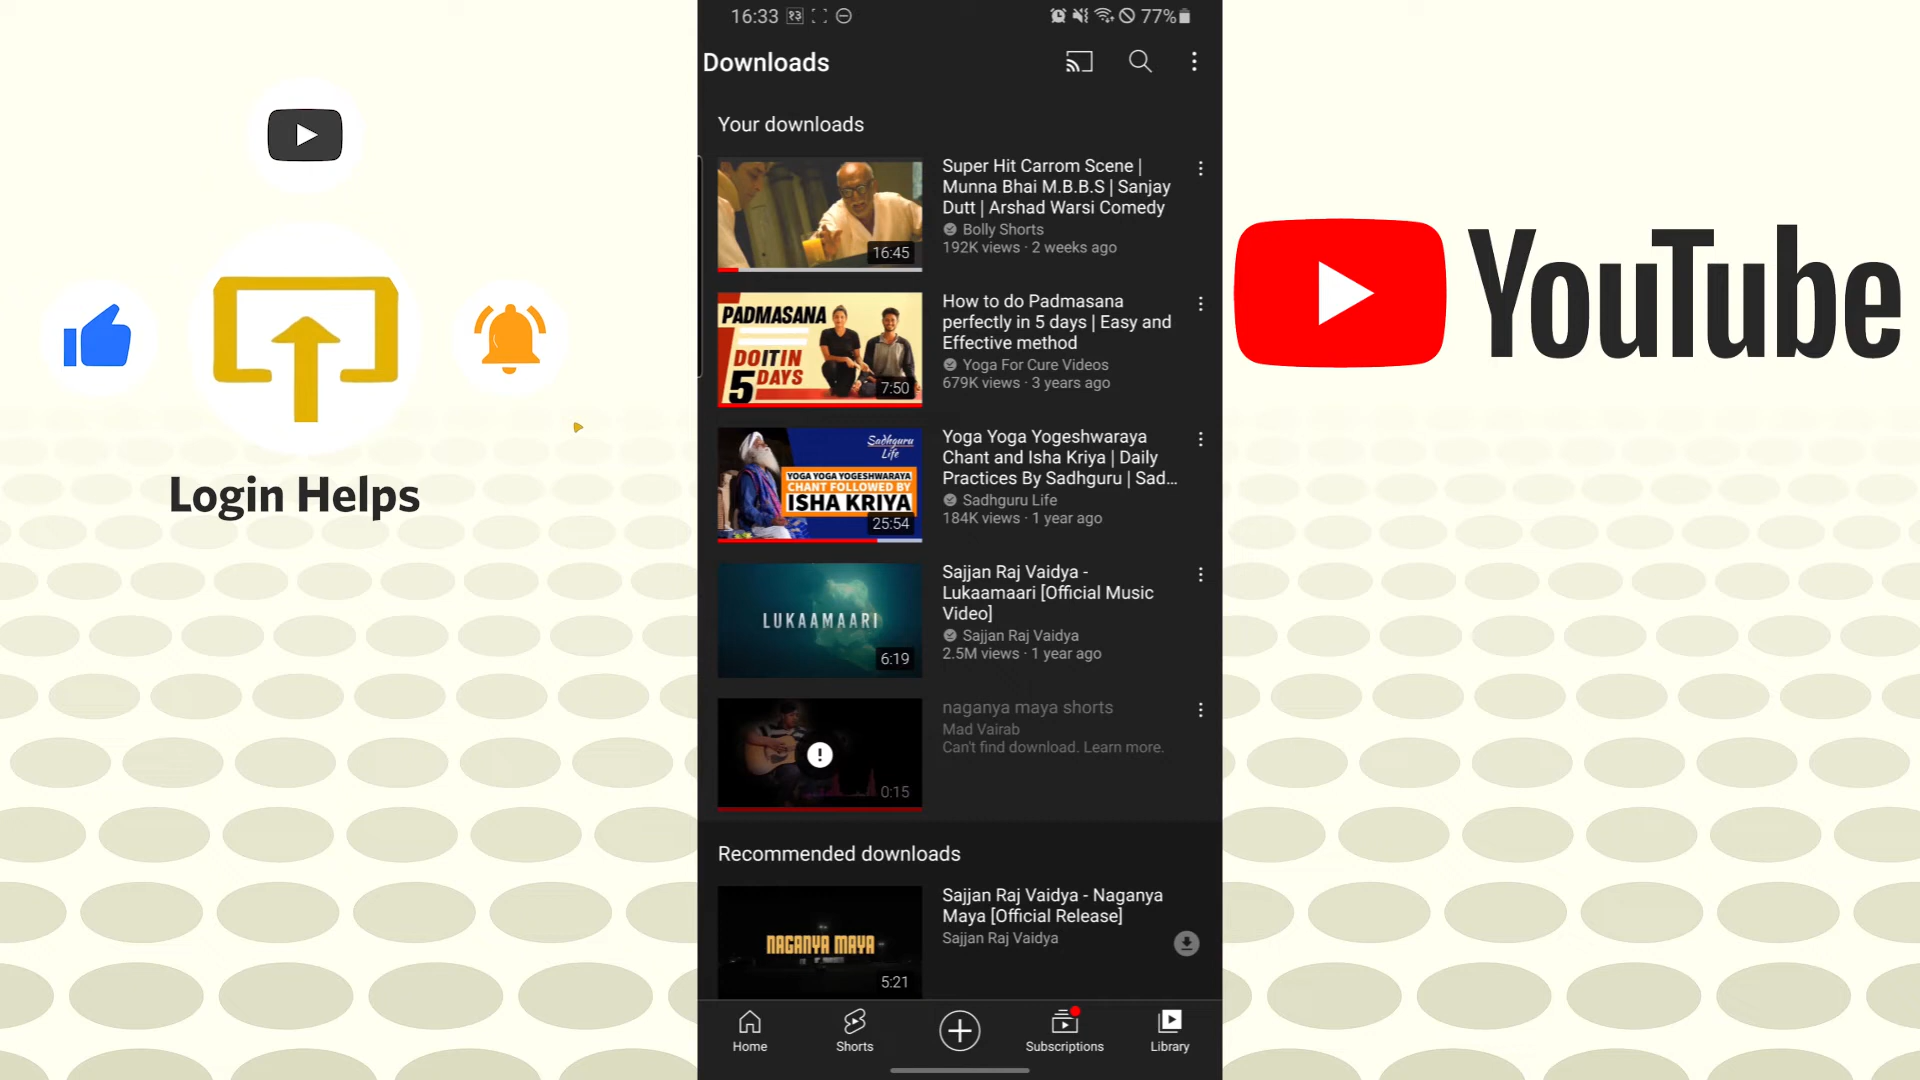 16:33
77%
Downloads
Your downloads
16:45
Super Hit Carrom Scene |
Munna Bhai M.B.B.S | Sanjay
Dutt | Arshad Warsi Comedy
Bolly Shorts
192K views · 2 weeks ago
PADMASANA
DO IT IN
5 DAYS
7:50
How to do Padmasana
perfectly in 5 days | Easy and
Effective method
Yoga For Cure Videos
679K views · 3 years ago
Sadhguru
Life
YOGA YOGA YOGESHWARAYA
CHANT FOLLOWED BY
ISHA KRIYA
25:54
Yoga Yoga Yogeshwaraya
Chant and Isha Kriya | Daily
Practices By Sadhguru | Sad...
Sadhguru Life
184K views · 1 year ago
LUKAAMAARI
6:19
Sajjan Raj Vaidya -
Lukaamaari [Official Music
Video]
Sajjan Raj Vaidya
2.5M views · 1 year ago
0:15
naganya maya shorts
Mad Vairab
Can't find download. Learn more.
Recommended downloads
NAGANYA MAYA
5:21
Sajjan Raj Vaidya - Naganya
Maya [Official Release]
Sajjan Raj Vaidya
Home
Shorts
Subscriptions
Library
Login Helps
YouTube